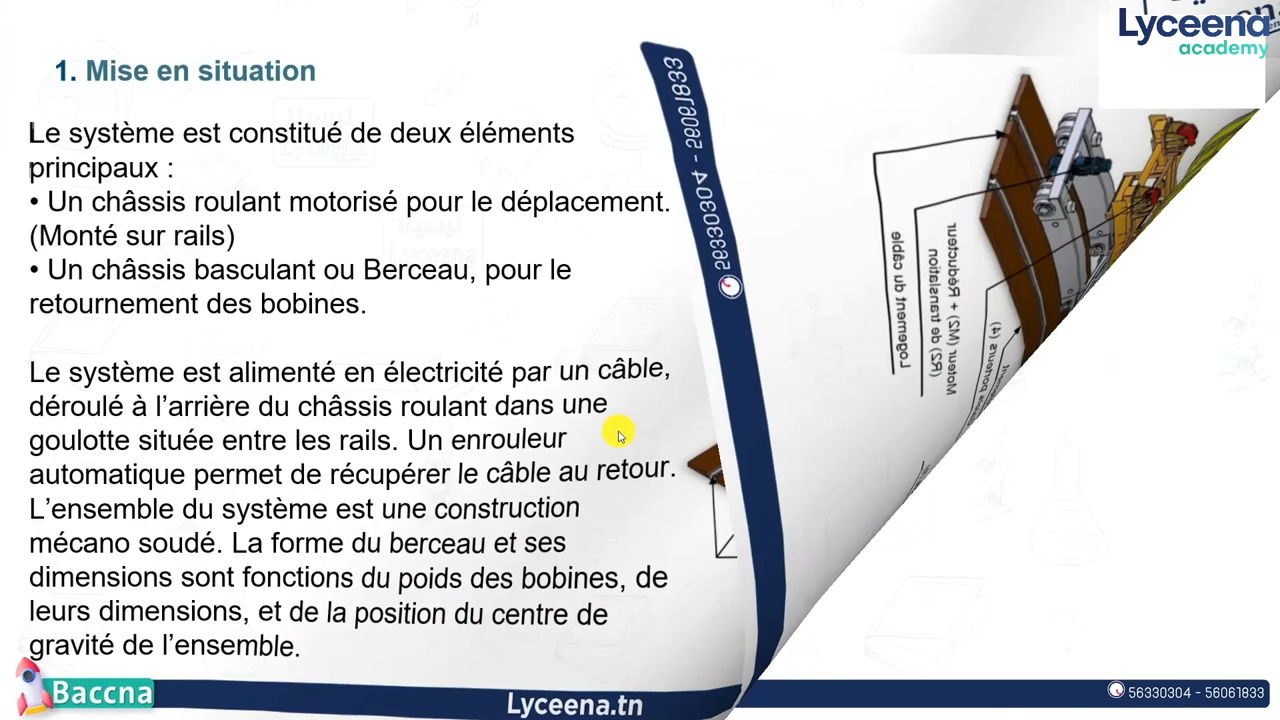 Lyceena
academy
1. Mise en situation
Le système est constitué de deux éléments
principaux :
• Un châssis roulant motorisé pour le déplacement.
(Monté sur rails)
• Un châssis basculant ou Berceau, pour le
retournement des bobines.
Le système est alimenté en électricité par un câble,
déroulé à l’arrière du châssis roulant dans une
goulotte située entre les rails. Un enrouleur
automatique permet de récupérer le câble au retour.
L’ensemble du système est une construction
mécano soudé. La forme du berceau et ses
dimensions sont fonctions du poids des bobines, de
leurs dimensions, et de la position du centre de
gravité de l’ensemble.
56330304 - 56061833
Logement du câble
Moteur (M2) + Réducteur
(R2) de translation
porteurs (4)
Baccna
Lyceena.tn
56330304 - 56061833